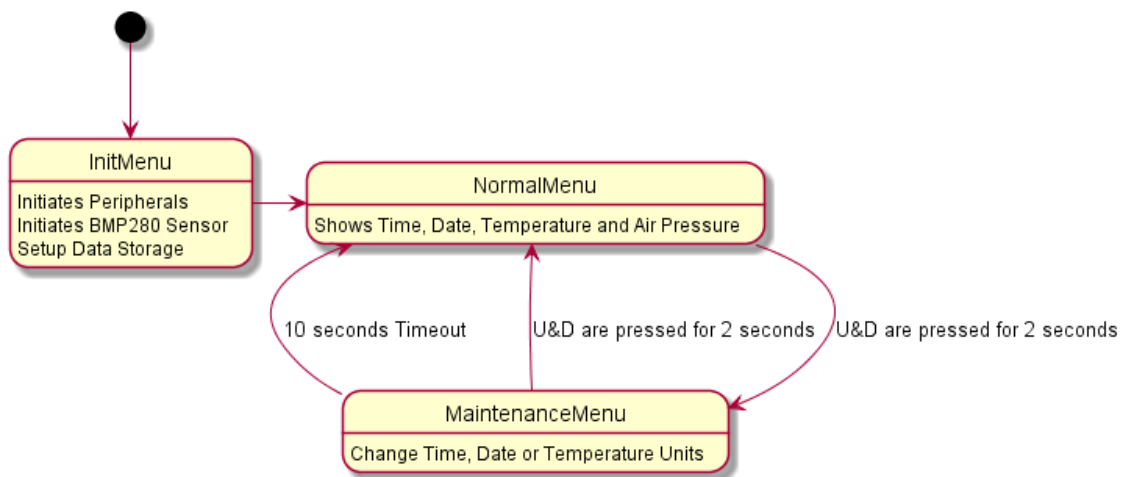 InitMenu
Initiates Peripherals
Initiates BMP280 Sensor
Setup Data Storage
NormalMenu
Shows Time, Date, Temperature and Air Pressure
10 seconds Timeout
U&D are pressed for 2 seconds
U&D are pressed for 2 seconds
MaintenanceMenu
Change Time, Date or Temperature Units